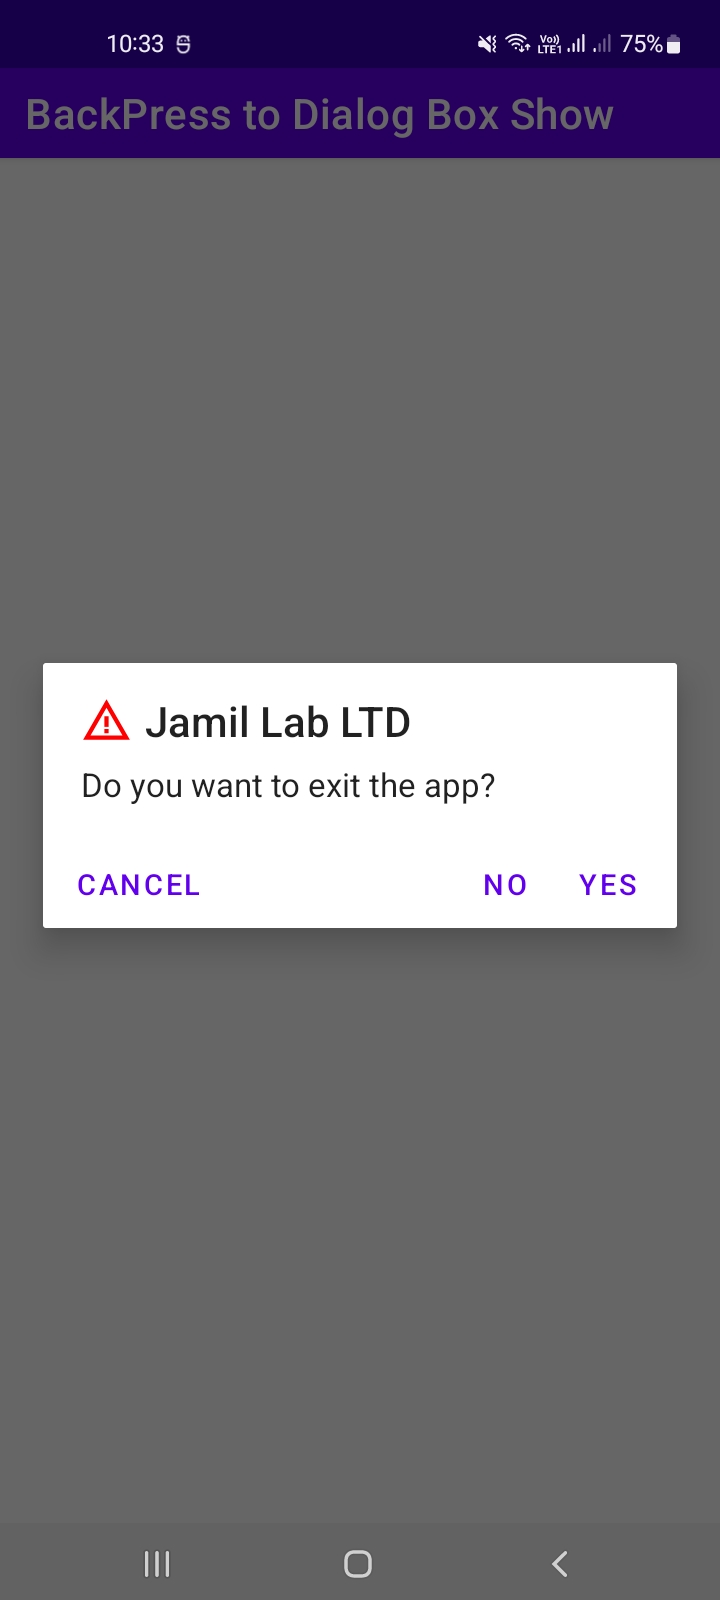 10:33 Vo)) LTE1 75%
BackPress to Dialog Box Show
Jamil Lab LTD
Do you want to exit the app?
CANCEL NO YES